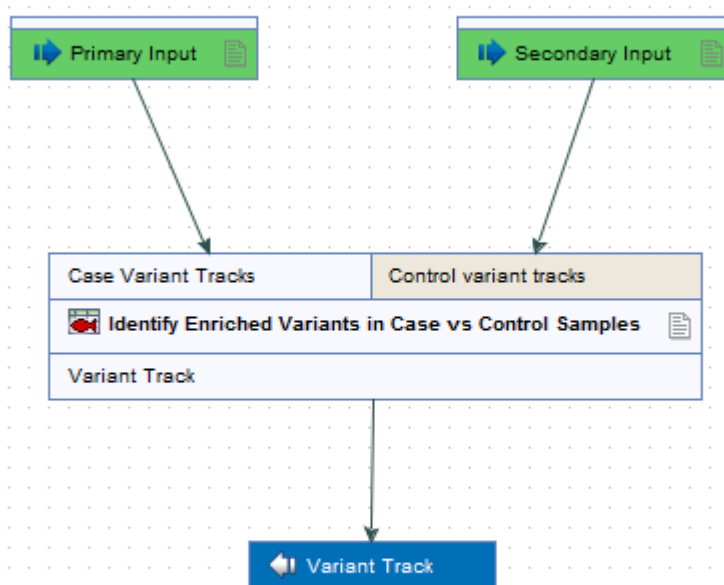 Primary Input
Secondary Input
Case Variant Tracks
Control variant tracks
Identify Enriched Variants in Case vs Control Samples
Variant Track
Variant Track